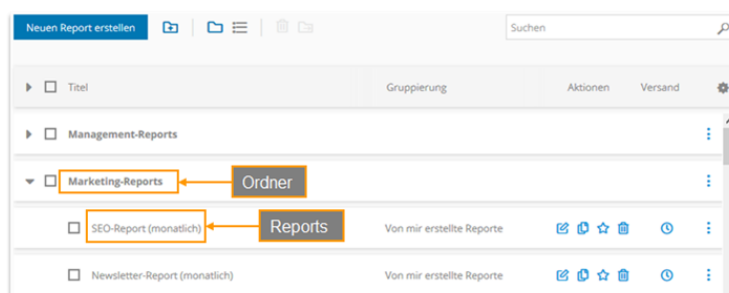 Neuen Report erstellen
Suchen
Titel Gruppierung Aktionen Versand
Management-Reports
Marketing-Reports Ordner
SEO-Report (monatlich) Reports Von mir erstellte Reporte
Newsletter-Report (monatlich) Von mir erstellte Reporte